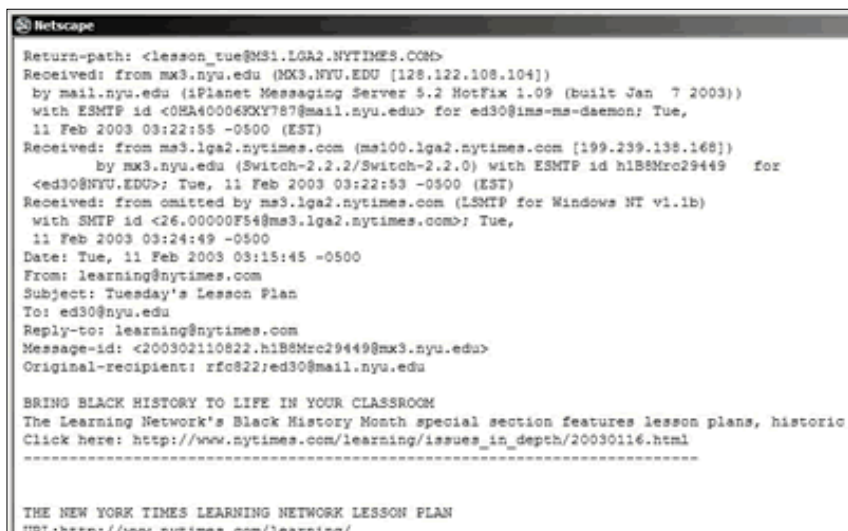 Netscape
Return-path: <lesson_tue@MS1.LGA2.NYTIMES.COM>
Received: from mx3.nyu.edu (MX3.NYU.EDU [128.122.108.104])
by mail.nyu.edu (iPlanet Messaging Server 5.2 HotFix 1.09 (built Jan 7 2003))
with ESMTP id <0HA40006KXY787@mail.nyu.edu> for ed30@ims-ms-daemon; Tue,
11 Feb 2003 03:22:55 -0500 (EST)
Received: from ms3.lga2.nytimes.com (ms100.lga2.nytimes.com [199.239.138.168])
by mx3.nyu.edu (Switch-2.2.2/Switch-2.2.0) with ESMTP id h1B8Mrc29449 for
<ed30@NYU.EDU>; Tue, 11 Feb 2003 03:22:53 -0500 (EST)
Received: from omitted by ms3.lga2.nytimes.com (LSMTP for Windows NT v1.1b)
with SMTP id <26.00000F54@ms3.lga2.nytimes.com>; Tue,
11 Feb 2003 03:24:49 -0500
Date: Tue, 11 Feb 2003 03:15:45 -0500
From: learning@nytimes.com
Subject: Tuesday's Lesson Plan
To: ed30@nyu.edu
Reply-to: learning@nytimes.com
Message-id: <200302110822.h1B8Mrc29449@mx3.nyu.edu>
Original-recipient: rfc822;ed30@mail.nyu.edu
BRING BLACK HISTORY TO LIFE IN YOUR CLASSROOM
The Learning Network's Black History Month special section features lesson plans, historic
Click here: http://www.nytimes.com/learning/issues_in_depth/20030116.html
---------------------------------------------------------------------------
THE NEW YORK TIMES LEARNING NETWORK LESSON PLAN
URL:http://www.nytimes.com/learning/